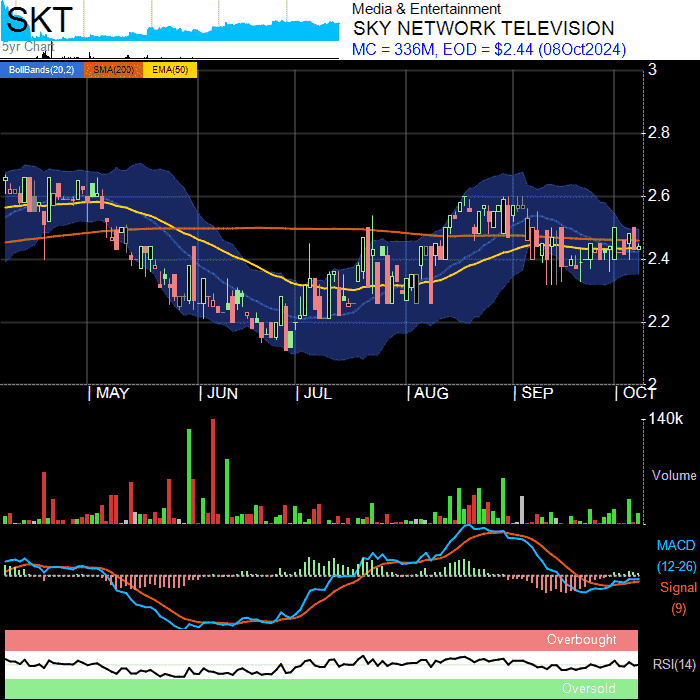 SKT
5yr Chart
Media & Entertainment
SKY NETWORK TELEVISION
MC = 336M, EOD = $2.44 (08Oct2024)
BollBands(20,2) SMA(200) EMA(50)
3
2.8
2.6
2.4
2.2
2
MAY JUN JUL AUG SEP OCT
140k
Volume
MACD
(12-26)
Signal
(9)
Overbought
RSI(14)
Oversold